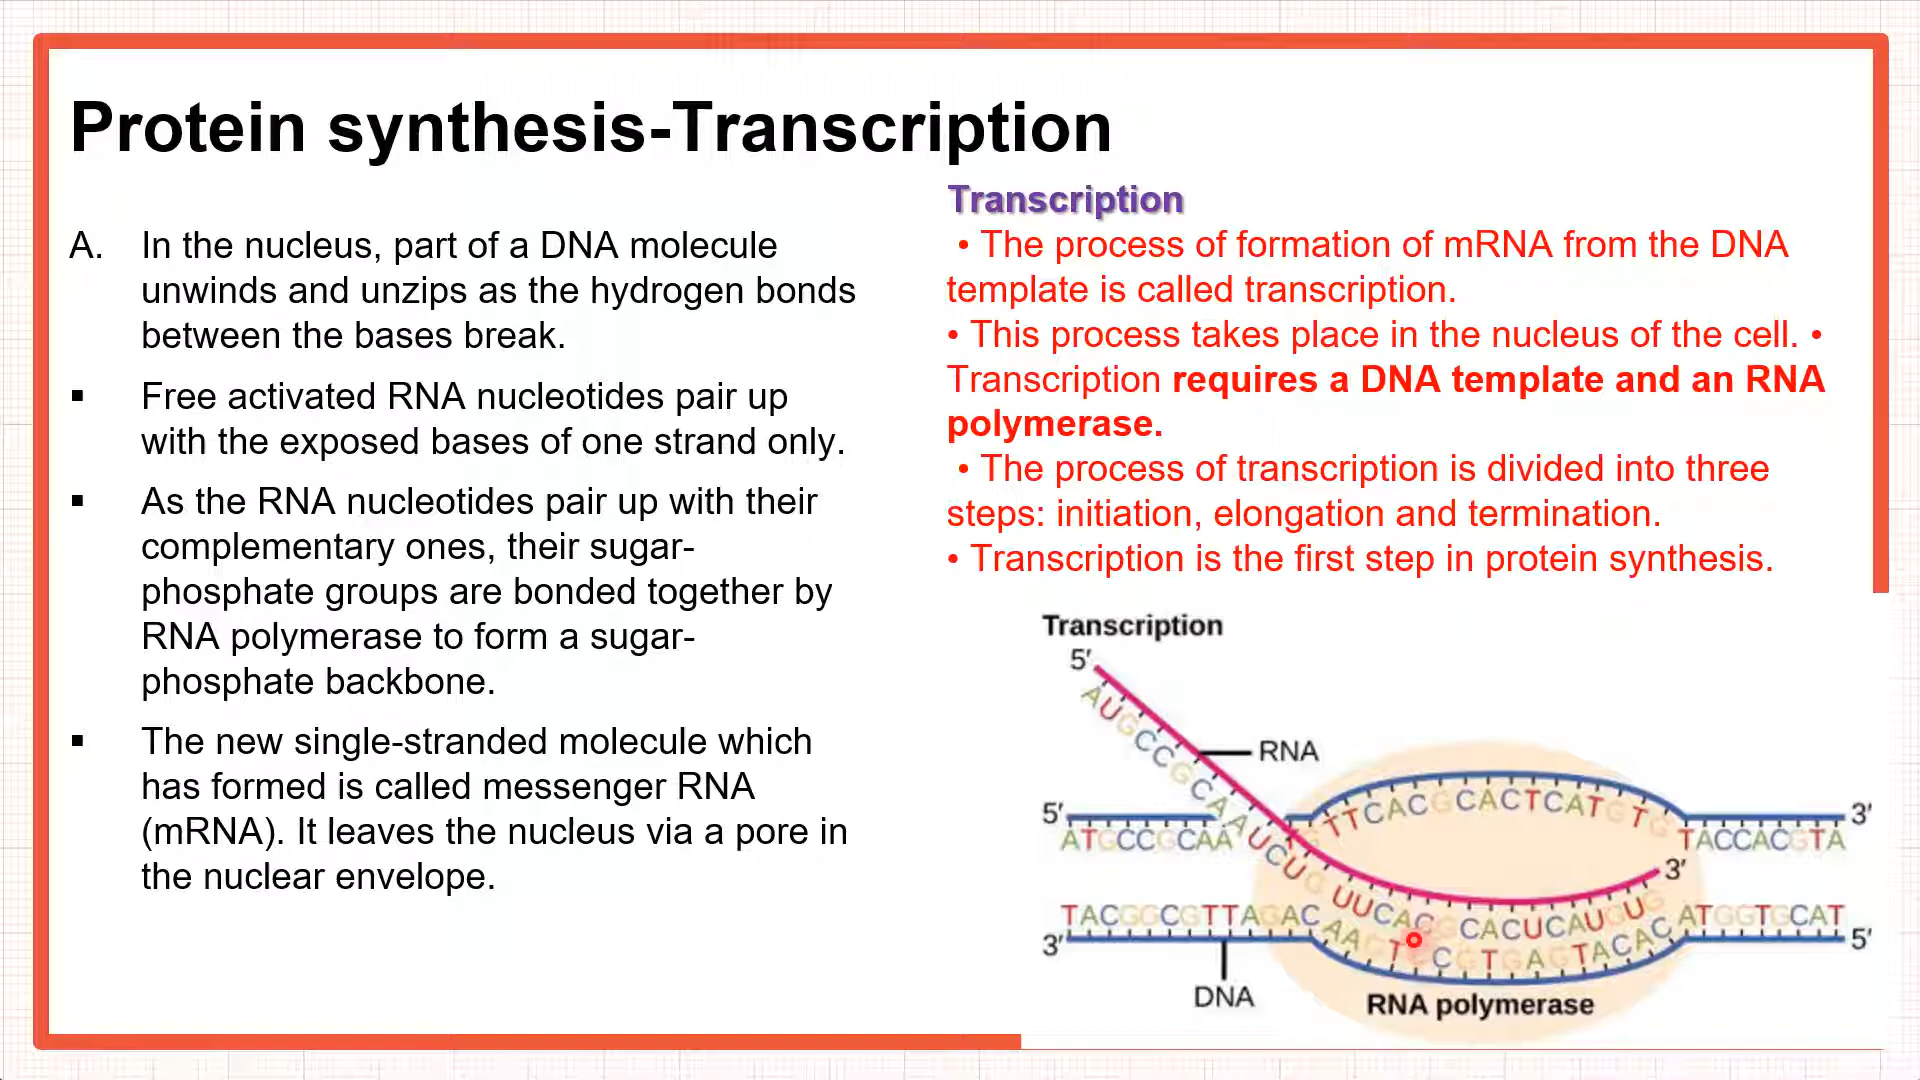 Protein synthesis-Transcription
A. In the nucleus, part of a DNA molecule
unwinds and unzips as the hydrogen bonds
between the bases break.
▪ Free activated RNA nucleotides pair up
with the exposed bases of one strand only.
▪ As the RNA nucleotides pair up with their
complementary ones, their sugar-
phosphate groups are bonded together by
RNA polymerase to form a sugar-
phosphate backbone.
▪ The new single-stranded molecule which
has formed is called messenger RNA
(mRNA). It leaves the nucleus via a pore in
the nuclear envelope.
Transcription
• The process of formation of mRNA from the DNA
template is called transcription.
• This process takes place in the nucleus of the cell. •
Transcription requires a DNA template and an RNA
polymerase.
• The process of transcription is divided into three
steps: initiation, elongation and termination.
• Transcription is the first step in protein synthesis.
Transcription
5′
AUGCCGCAAUCUGUUCACGCACUCAUGUG
RNA
3′
5′
ATGCCGCAA
GTTCACGCACTCATGTG
TACCACGTA
3′
TACGGCGTTAGAC
ATGGTGCAT
3′
5′
DNA
RNA polymerase